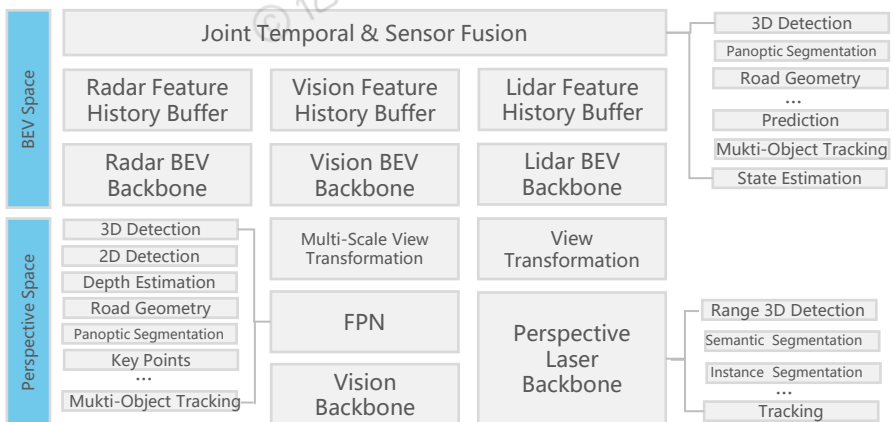 Joint Temporal & Sensor Fusion
BEV Space
Radar Feature
History Buffer
Vision Feature
History Buffer
Lidar Feature
History Buffer
Radar BEV
Backbone
Vision BEV
Backbone
Lidar BEV
Backbone
3D Detection
Panoptic Segmentation
Road Geometry
...
Prediction
Mukti-Object Tracking
State Estimation
Perspective Space
3D Detection
2D Detection
Depth Estimation
Road Geometry
Panoptic Segmentation
Key Points
...
Mukti-Object Tracking
Multi-Scale View
Transformation
FPN
Vision
Backbone
View
Transformation
Perspective
Laser
Backbone
Range 3D Detection
Semantic Segmentation
Instance Segmentation
...
Tracking